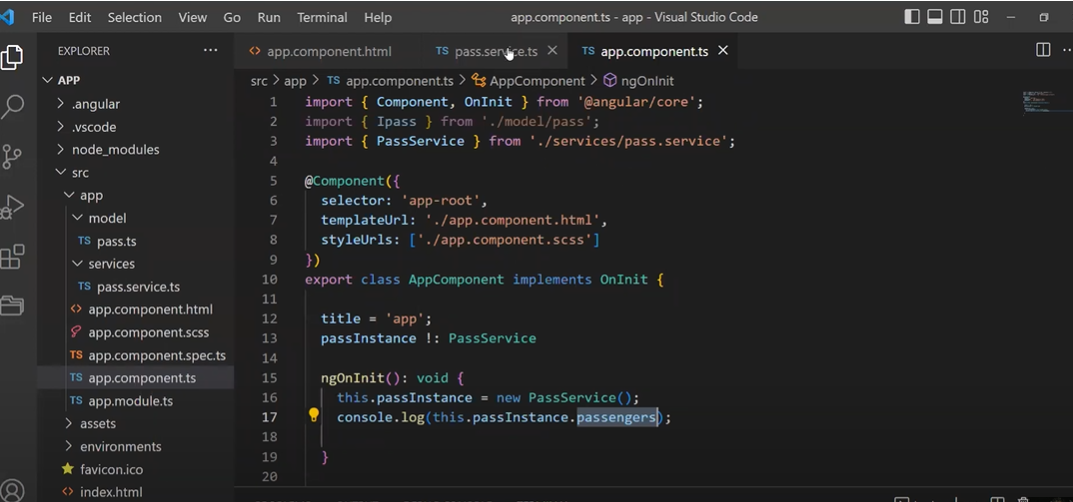 File Edit Selection View Go Run Terminal Help app.component.ts - app - Visual Studio Code
EXPLORER ··· <> app.component.html TS pass.service.ts × TS app.component.ts ×
APP
.angular
.vscode
node_modules
src
app
model
TS pass.ts
services
TS pass.service.ts
<> app.component.html
app.component.scss
TS app.component.spec.ts
TS app.component.ts
TS app.module.ts
assets
environments
favicon.ico
<> index.html
src > app > TS app.component.ts > AppComponent > ngOnInit
1 import { Component, OnInit } from '@angular/core';
2 import { Ipass } from './model/pass';
3 import { PassService } from './services/pass.service';
4
5 @Component({
6 selector: 'app-root',
7 templateUrl: './app.component.html',
8 styleUrls: ['./app.component.scss']
9 })
10 export class AppComponent implements OnInit {
11
12 title = 'app';
13 passInstance !: PassService
14
15 ngOnInit(): void {
16 this.passInstance = new PassService();
17 console.log(this.passInstance.passengers);
18
19 }
20